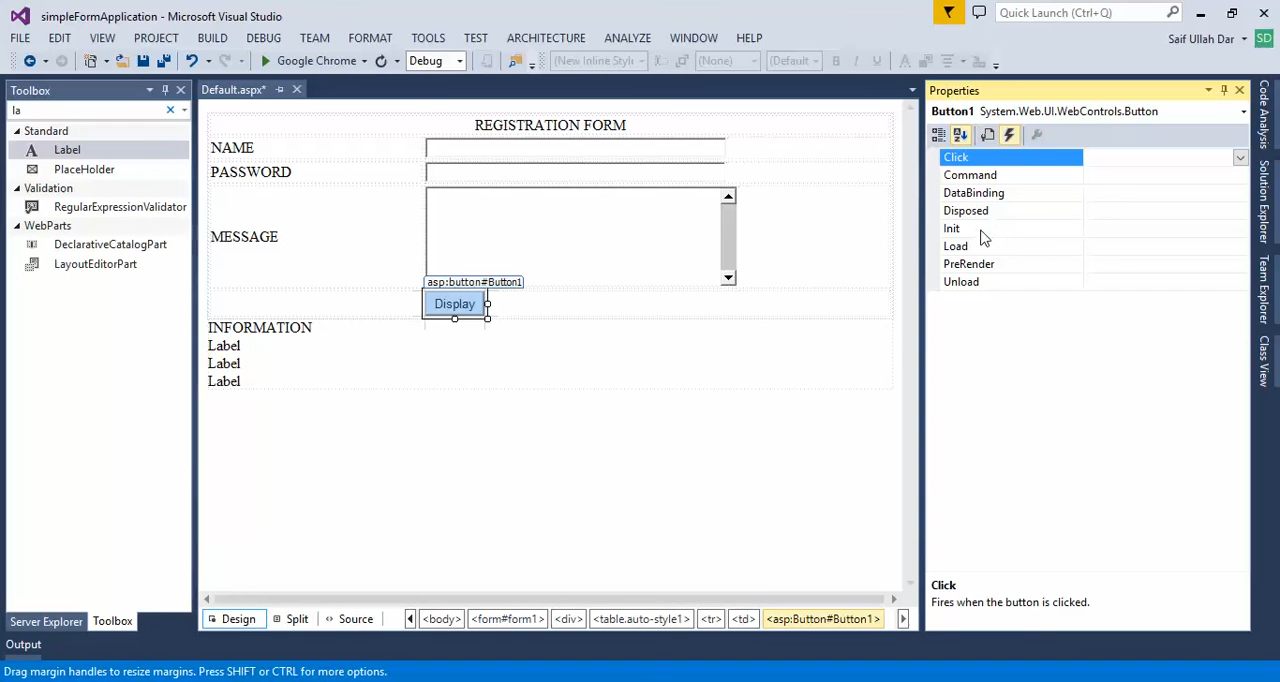 simpleFormApplication - Microsoft Visual Studio
Quick Launch (Ctrl+Q)
FILE EDIT VIEW PROJECT BUILD DEBUG TEAM FORMAT TOOLS TEST ARCHITECTURE ANALYZE WINDOW HELP
Saif Ullah Dar SD
Google Chrome Debug (New Inline Style (None) (Default B I U A
Toolbox
la
Standard
A Label
PlaceHolder
Validation
RegularExpressionValidator
WebParts
DeclarativeCatalogPart
LayoutEditorPart
Server Explorer Toolbox
Output
Default.aspx*
REGISTRATION FORM
NAME
PASSWORD
MESSAGE
asp:button#Button1
Display
INFORMATION
Label
Label
Label
Design Split Source <body> <form#form1> <div> <table.auto-style1> <tr> <td> <asp:Button#Button1>
Properties
Button1 System.Web.UI.WebControls.Button
Click
Command
DataBinding
Disposed
Init
Load
PreRender
Unload
Click
Fires when the button is clicked.
Code Analysis
Solution Explorer
Team Explorer
Class View
Drag margin handles to resize margins. Press SHIFT or CTRL for more options.